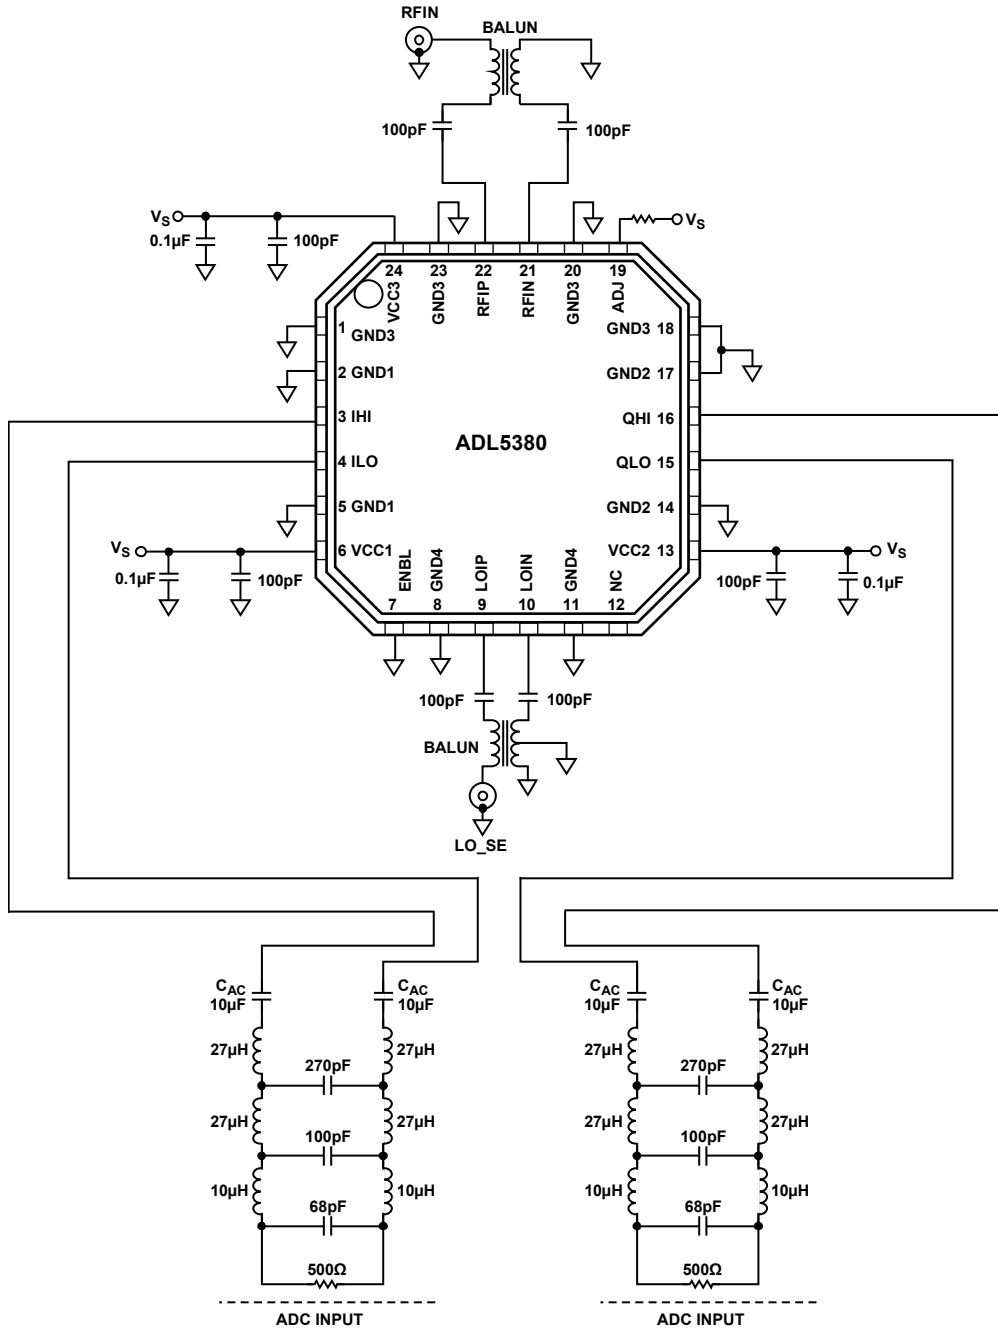 RFIN
BALUN
100pF
100pF
VS
0.1µF
100pF
VS
24
23
22
21
20
19
VCC3
GND3
RFIP
RFIN
GND3
ADJ
1
GND3
GND3 18
2 GND1
GND2 17
3 IHI
QHI 16
ADL5380
4 ILO
QLO 15
5 GND1
GND2 14
VS
6 VCC1
VCC2 13
VS
0.1µF
100pF
100pF
0.1µF
ENBL
GND4
LOIP
LOIN
GND4
NC
7
8
9
10
11
12
100pF
100pF
BALUN
LO_SE
CAC
10µF
CAC
10µF
CAC
10µF
CAC
10µF
27µH
270pF
27µH
27µH
270pF
27µH
27µH
100pF
27µH
27µH
100pF
27µH
10µH
68pF
10µH
10µH
68pF
10µH
500Ω
500Ω
ADC INPUT
ADC INPUT